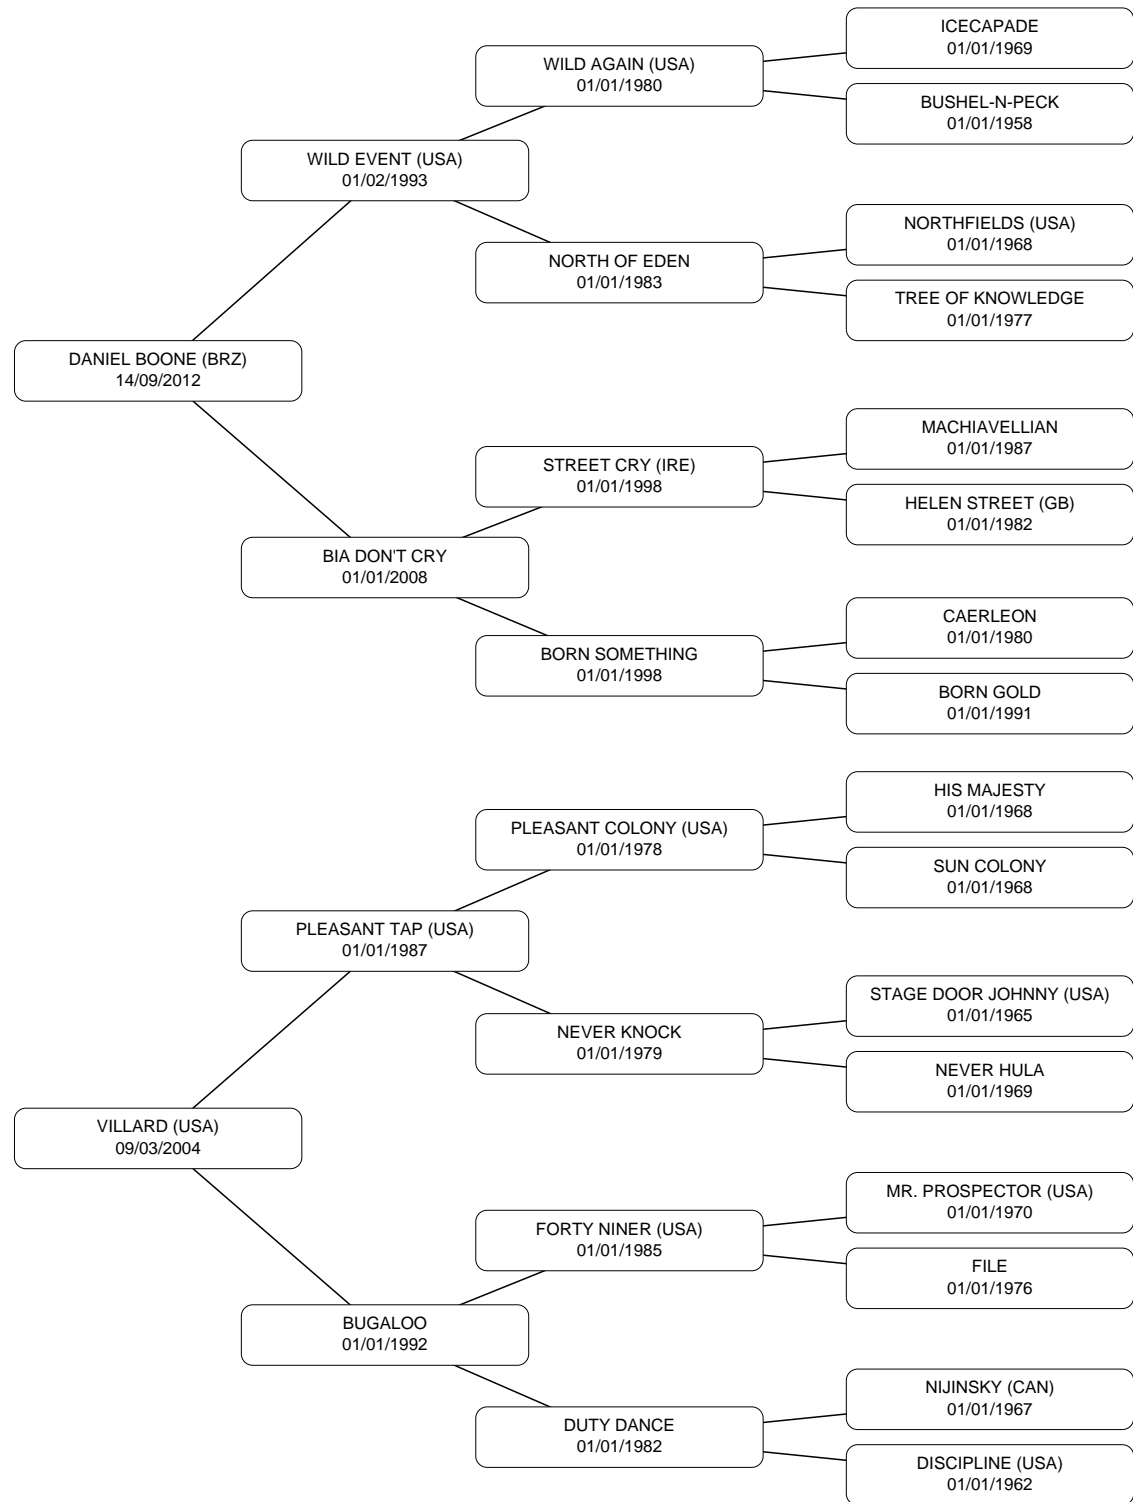 ICECAPADE
01/01/1969
WILD AGAIN (USA)
01/01/1980
BUSHEL-N-PECK
01/01/1958
WILD EVENT (USA)
01/02/1993
NORTHFIELDS (USA)
01/01/1968
NORTH OF EDEN
01/01/1983
TREE OF KNOWLEDGE
01/01/1977
DANIEL BOONE (BRZ)
14/09/2012
MACHIAVELLIAN
01/01/1987
STREET CRY (IRE)
01/01/1998
HELEN STREET (GB)
01/01/1982
BIA DON'T CRY
01/01/2008
CAERLEON
01/01/1980
BORN SOMETHING
01/01/1998
BORN GOLD
01/01/1991
HIS MAJESTY
01/01/1968
PLEASANT COLONY (USA)
01/01/1978
SUN COLONY
01/01/1968
PLEASANT TAP (USA)
01/01/1987
STAGE DOOR JOHNNY (USA)
01/01/1965
NEVER KNOCK
01/01/1979
NEVER HULA
01/01/1969
VILLARD (USA)
09/03/2004
MR. PROSPECTOR (USA)
01/01/1970
FORTY NINER (USA)
01/01/1985
FILE
01/01/1976
BUGALOO
01/01/1992
NIJINSKY (CAN)
01/01/1967
DUTY DANCE
01/01/1982
DISCIPLINE (USA)
01/01/1962